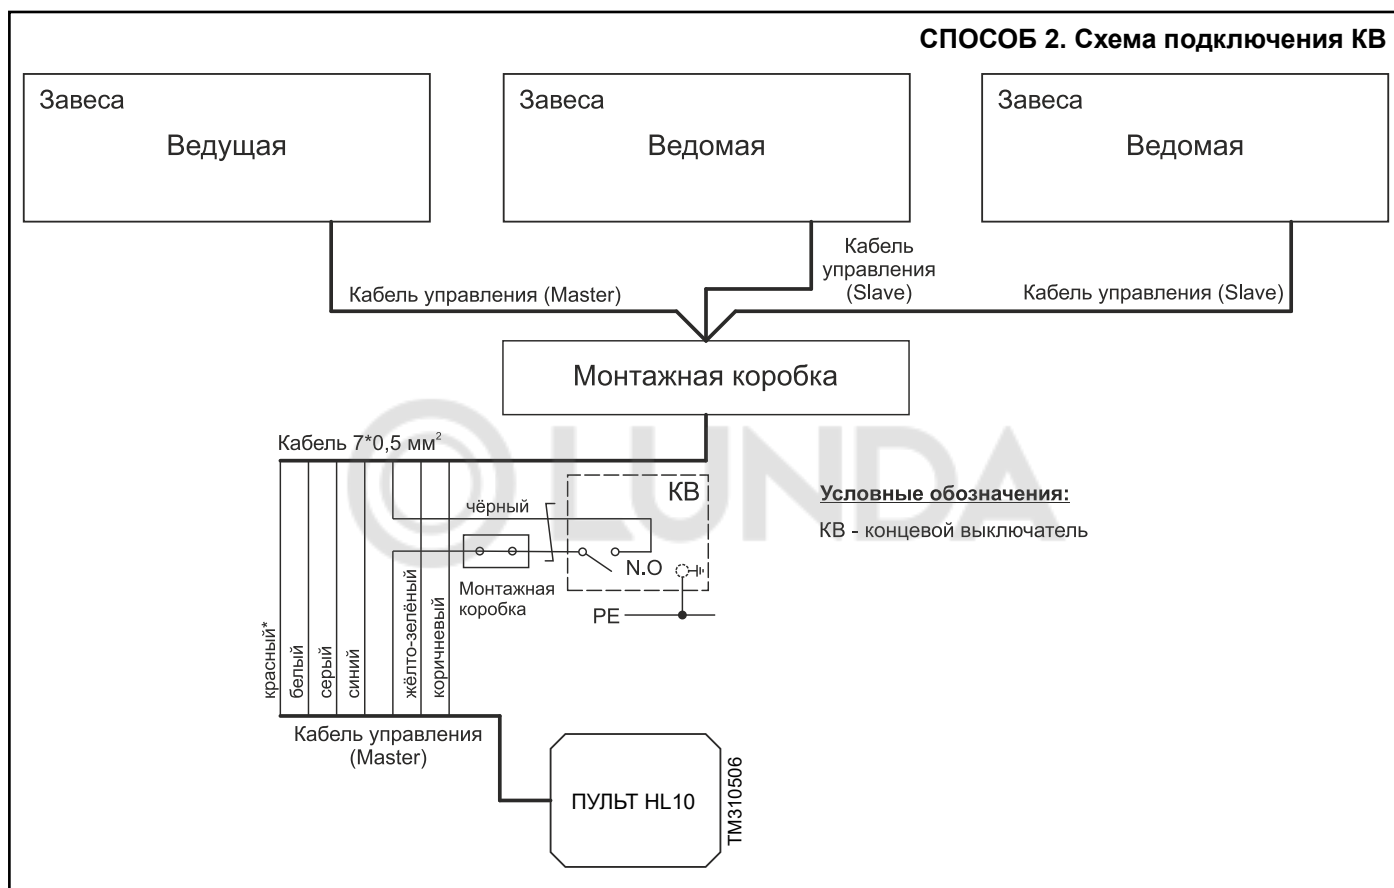 СПОСОБ 2. Схема подключения КВ
Завеса
Ведущая
Завеса
Ведомая
Завеса
Ведомая
Кабель управления (Master)
Кабель
управления
(Slave)
Кабель управления (Slave)
Монтажная коробка
Кабель 7*0,5 мм²
LUNDA
КВ
чёрный
N.O
Монтажная
коробка
PE
Условные обозначения:
КВ - концевой выключатель
красный*
белый
серый
синий
жёлто-зелёный
коричневый
Кабель управления
(Master)
ПУЛЬТ HL10
TM310506